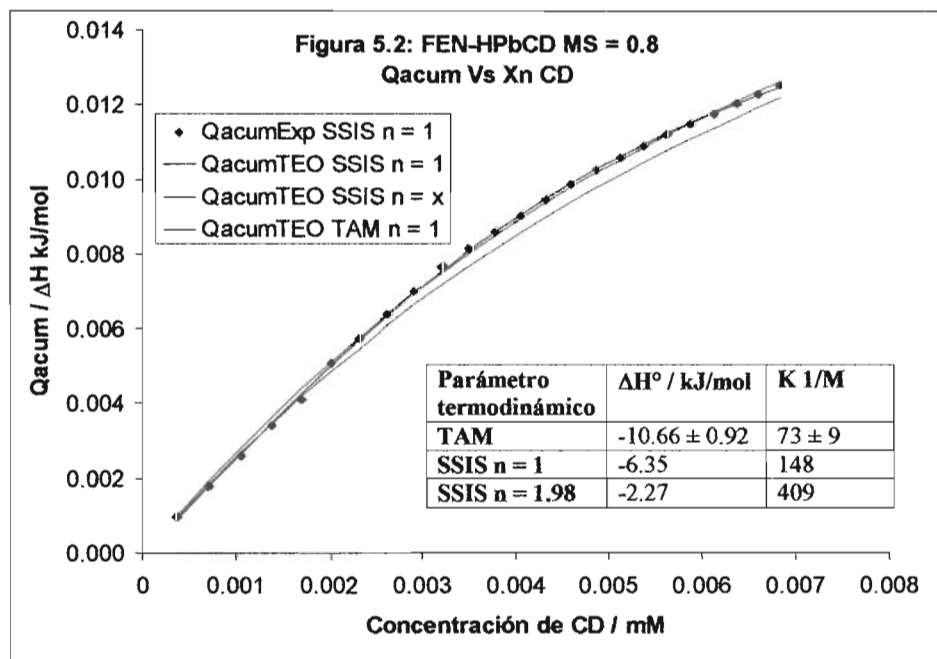 Figura 5.2: FEN-HPbCD MS = 0.8
Qacum Vs Xn CD
QacumExp SSIS n = 1
QacumTEO SSIS n = 1
QacumTEO SSIS n = x
QacumTEO TAM n = 1
Qacum / ΔH kJ/mol
0.014
0.012
0.010
0.008
0.006
0.004
0.002
0.000
0
0.001
0.002
0.003
0.004
0.005
0.006
0.007
0.008
Concentración de CD / mM
Parámetro termodinámico ΔH° / kJ/mol K 1/M
TAM -10.66 ± 0.92 73 ± 9
SSIS n = 1 -6.35 148
SSIS n = 1.98 -2.27 409